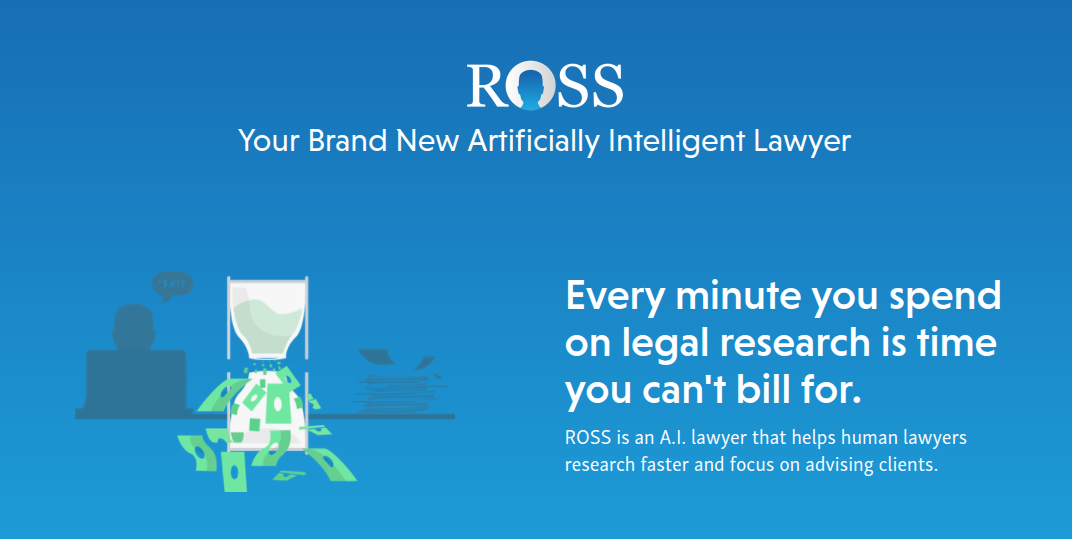 ROSS
Your Brand New Artificially Intelligent Lawyer
Every minute you spend
on legal research is time
you can't bill for.
ROSS is an A.I. lawyer that helps human lawyers
research faster and focus on advising clients.